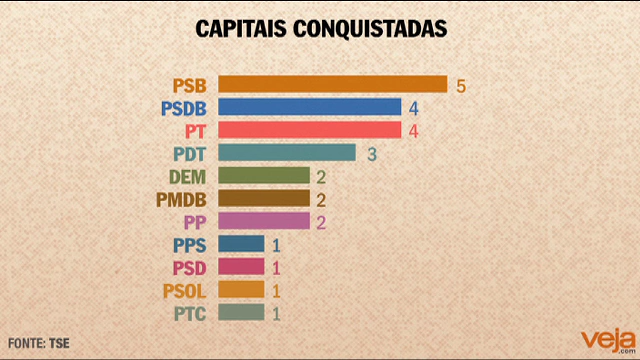 CAPITAIS CONQUISTADAS
PSB 5
PSDB 4
PT 4
PDT 3
DEM 2
PMDB 2
PP 2
PPS 1
PSD 1
PSOL 1
PTC 1
FONTE: TSE
veja
.com